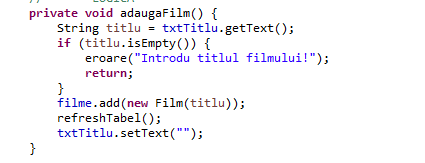 private void adaugaFilm() {
String titlu = txtTitlu.getText();
if (titlu.isEmpty()) {
eroare("Introdu titlul filmului!");
return;
}
filme.add(new Film(titlu));
refreshTabel();
txtTitlu.setText("");
}